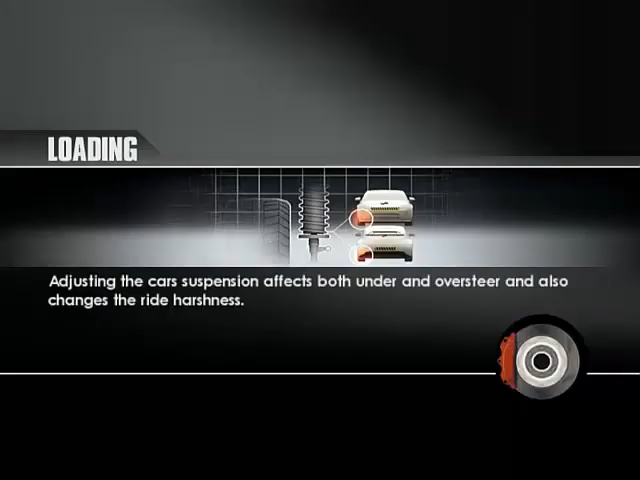 LOADING
Adjusting the cars suspension affects both under and oversteer and also
changes the ride harshness.